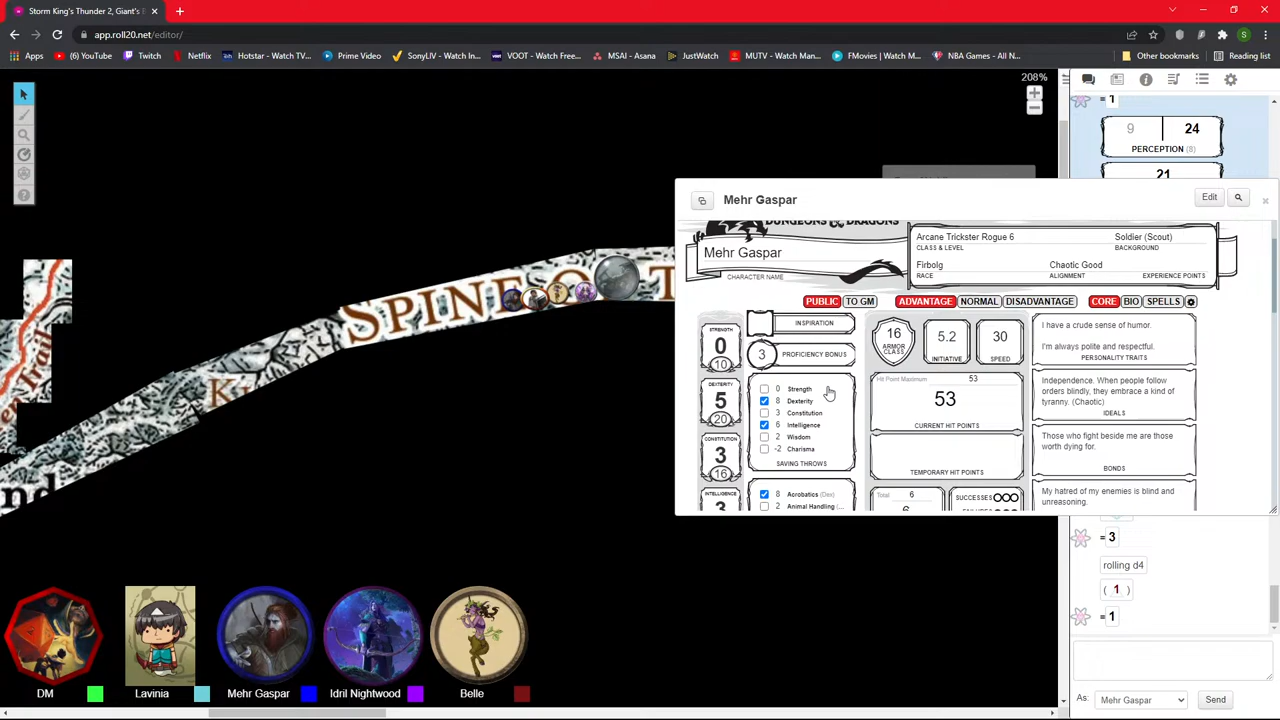 Storm King's Thunder 2, Giant's E
app.roll20.net/editor/
Apps
(6) YouTube
Twitch
Netflix
Hotstar - Watch TV...
Prime Video
SonyLIV - Watch In...
VOOT - Watch Free...
MSAI - Asana
JustWatch
MUTV - Watch Man...
FMovies | Watch M...
NBA Games - All N...
Other bookmarks
Reading list
208%
= 1
9 24
PERCEPTION (8)
21
Mehr Gaspar
Edit
DUNGEONS & DRAGONS
Mehr Gaspar
CHARACTER NAME
Arcane Trickster Rogue 6 Soldier (Scout)
CLASS & LEVEL BACKGROUND
Firbolg Chaotic Good
RACE ALIGNMENT EXPERIENCE POINTS
PUBLIC TO GM ADVANTAGE NORMAL DISADVANTAGE CORE BIO SPELLS
STRENGTH
0
10
DEXTERITY
5
20
CONSTITUTION
3
16
INTELLIGENCE
3
INSPIRATION
3 PROFICIENCY BONUS
0 Strength
8 Dexterity
3 Constitution
6 Intelligence
2 Wisdom
-2 Charisma
SAVING THROWS
8 Acrobatics (Dex)
2 Animal Handling (...
16
ARMOR
CLASS
5.2
INITIATIVE
30
SPEED
Hit Point Maximum 53
53
CURRENT HIT POINTS
TEMPORARY HIT POINTS
Total 6
6
SUCCESSES
I have a crude sense of humor.
I'm always polite and respectful.
PERSONALITY TRAITS
Independence. When people follow
orders blindly, they embrace a kind of
tyranny. (Chaotic)
IDEALS
Those who fight beside me are those
worth dying for.
BONDS
My hatred of my enemies is blind and
unreasoning.
SPINE O T
Trail
nd
= 3
rolling d4
( 1 )
= 1
DM
Lavinia
Mehr Gaspar
Idril Nightwood
Belle
As: Mehr Gaspar Send